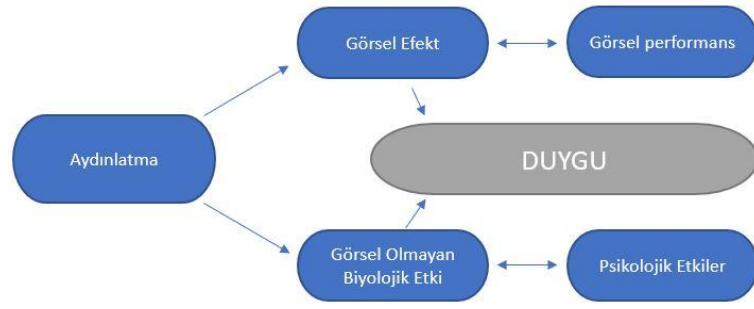 Görsel Efekt
Görsel performans
Aydınlatma
DUYGU
Görsel Olmayan
Biyolojik Etki
Psikolojik Etkiler